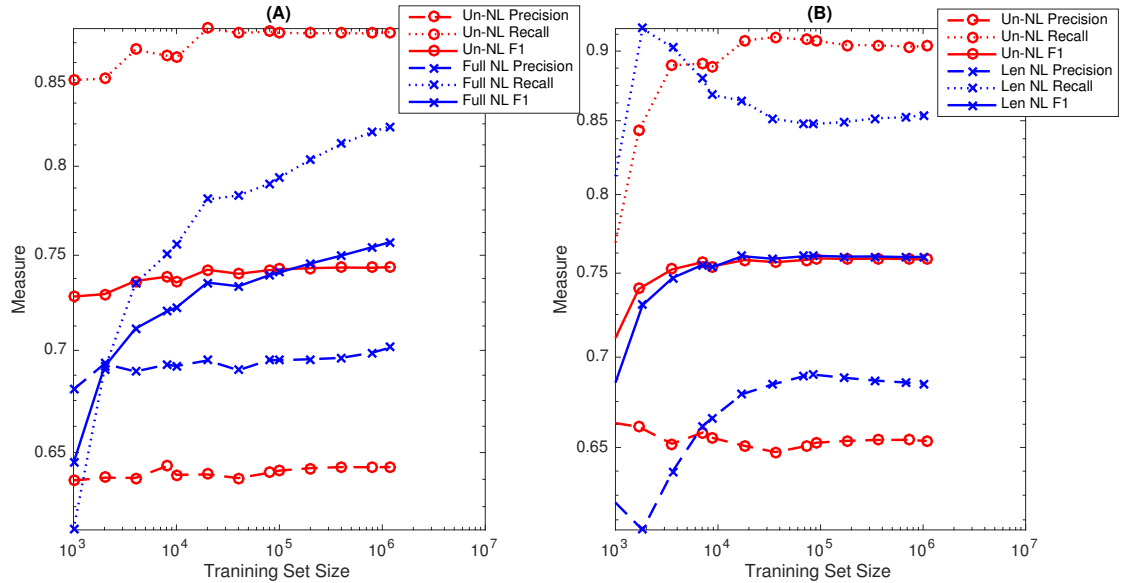 (A)
Un-NL Precision
Un-NL Recall
Un-NL F1
Full NL Precision
Full NL Recall
Full NL F1
0.85
0.8
0.75
0.7
0.65
Measure
10^3 10^4 10^5 10^6 10^7
Tranining Set Size
(B)
Un-NL Precision
Un-NL Recall
Un-NL F1
Len NL Precision
Len NL Recall
Len NL F1
0.9
0.85
0.8
0.75
0.7
0.65
Measure
10^3 10^4 10^5 10^6 10^7
Tranining Set Size